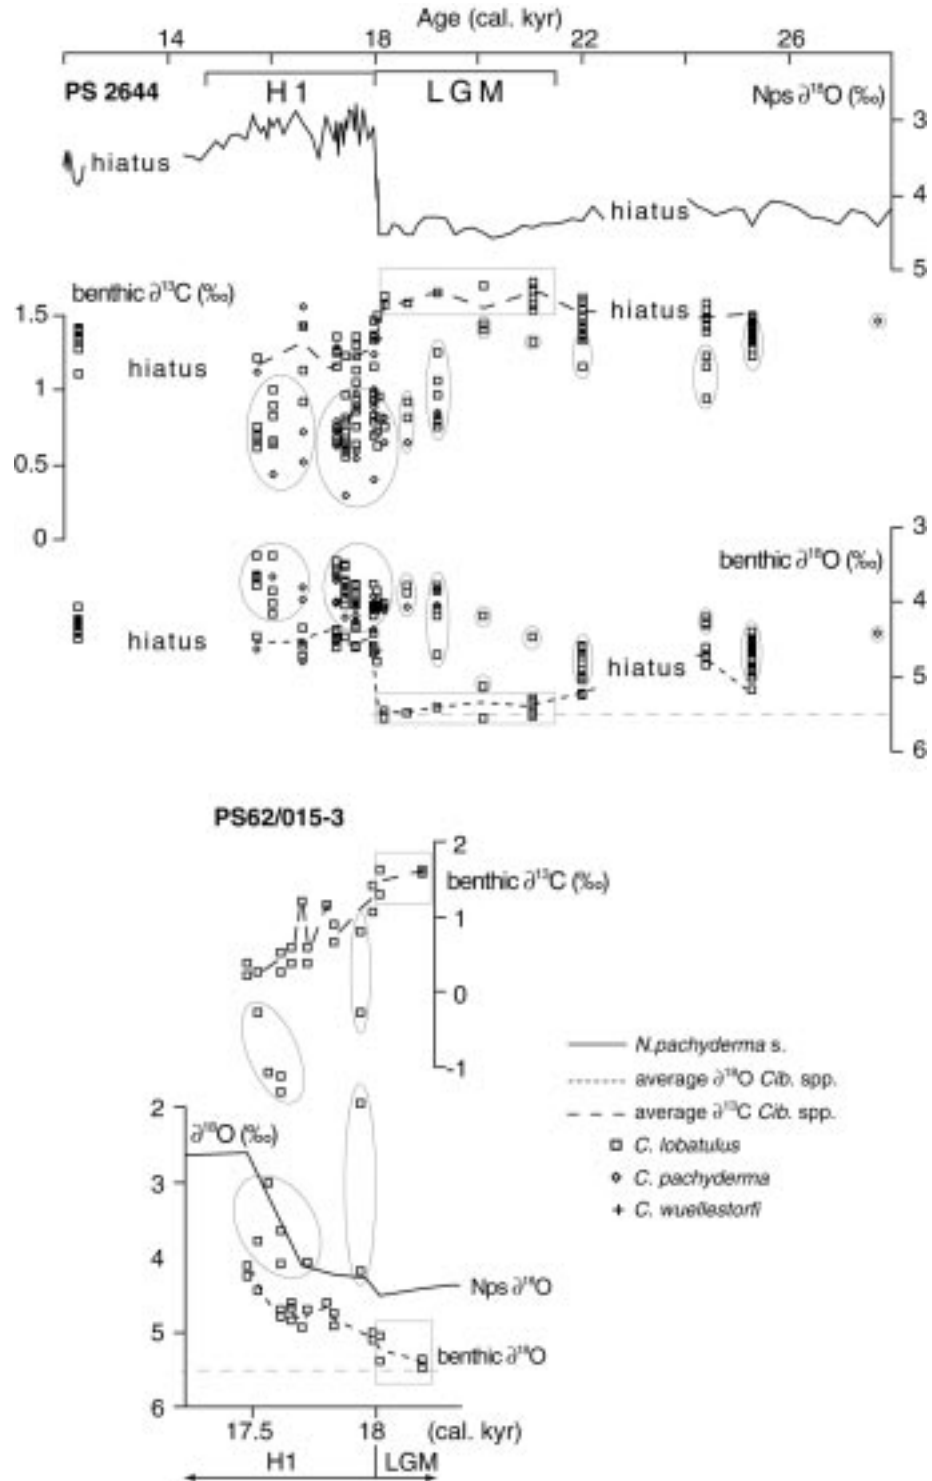 Age (cal. kyr)
14 18 22 26
PS 2644 H1 LGM Nps ∂¹⁸O (‰)
3
hiatus
4
hiatus
5
benthic ∂¹³C (‰)
1.5
hiatus
hiatus
1
0.5
0
3
benthic ∂¹⁸O (‰)
4
hiatus
hiatus
5
6
PS62/015-3
2
benthic ∂¹³C (‰)
1
0
-1
N.pachyderma s.
average ∂¹⁸O Cib. spp.
average ∂¹³C Cib. spp.
C. lobatulus
C. pachyderma
C. wuellestorfi
2
∂¹⁸O (‰)
3
4
Nps ∂¹⁸O
5
benthic ∂¹⁸O
6
17.5 18 (cal. kyr)
H1 LGM